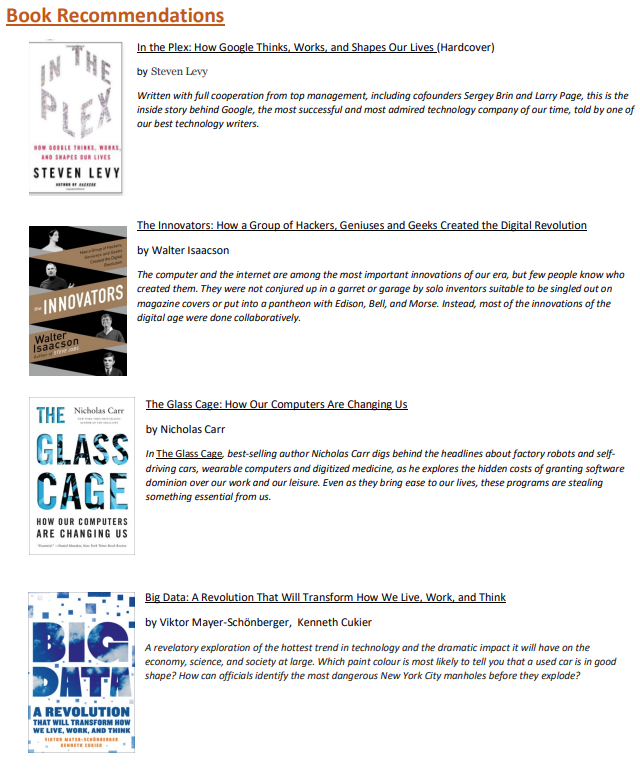 Book Recommendations
IN THE
PLEX
HOW GOOGLE THINKS, WORKS,
AND SHAPES OUR LIVES
STEVEN LEVY
AUTHOR OF HACKERS
In the Plex: How Google Thinks, Works, and Shapes Our Lives (Hardcover)
by Steven Levy
Written with full cooperation from top management, including cofounders Sergey Brin and Larry Page, this is the
inside story behind Google, the most successful and most admired technology company of our time, told by one of
our best technology writers.
How a Group of Hackers,
Geniuses and Geeks
Created the Digital
Revolution
the INNOVATORS
Walter
Isaacson
Author of Steve Jobs
The Innovators: How a Group of Hackers, Geniuses and Geeks Created the Digital Revolution
by Walter Isaacson
The computer and the internet are among the most important innovations of our era, but few people know who
created them. They were not conjured up in a garret or garage by solo inventors suitable to be singled out on
magazine covers or put into a pantheon with Edison, Bell, and Morse. Instead, most of the innovations of the
digital age were done collaboratively.
THE
Nicholas Carr
GLASS
CAGE
HOW OUR COMPUTERS
ARE CHANGING US
The Glass Cage: How Our Computers Are Changing Us
by Nicholas Carr
In The Glass Cage, best-selling author Nicholas Carr digs behind the headlines about factory robots and self-
driving cars, wearable computers and digitized medicine, as he explores the hidden costs of granting software
dominion over our work and our leisure. Even as they bring ease to our lives, these programs are stealing
something essential from us.
BIG
DATA
A REVOLUTION
THAT WILL TRANSFORM HOW
WE LIVE, WORK, AND THINK
VIKTOR MAYER-SCHÖNBERGER
KENNETH CUKIER
Big Data: A Revolution That Will Transform How We Live, Work, and Think
by Viktor Mayer-Schönberger, Kenneth Cukier
A revelatory exploration of the hottest trend in technology and the dramatic impact it will have on the
economy, science, and society at large. Which paint colour is most likely to tell you that a used car is in good
shape? How can officials identify the most dangerous New York City manholes before they explode?